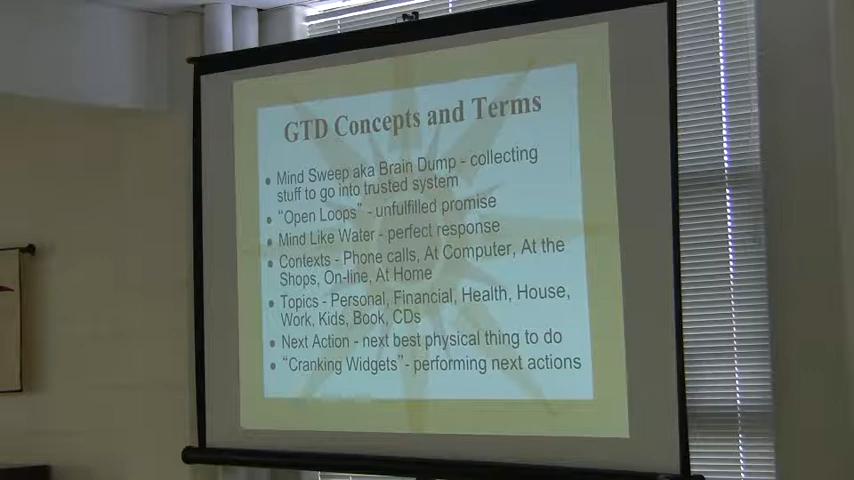 GTD Concepts and Terms
• Mind Sweep aka Brain Dump - collecting
stuff to go into trusted system
• "Open Loops" - unfulfilled promise
• Mind Like Water - perfect response
• Contexts - Phone calls, At Computer, At the
Shops, On-line, At Home
• Topics - Personal, Financial, Health, House,
Work, Kids, Book, CDs
• Next Action - next best physical thing to do
• "Cranking Widgets"- performing next actions